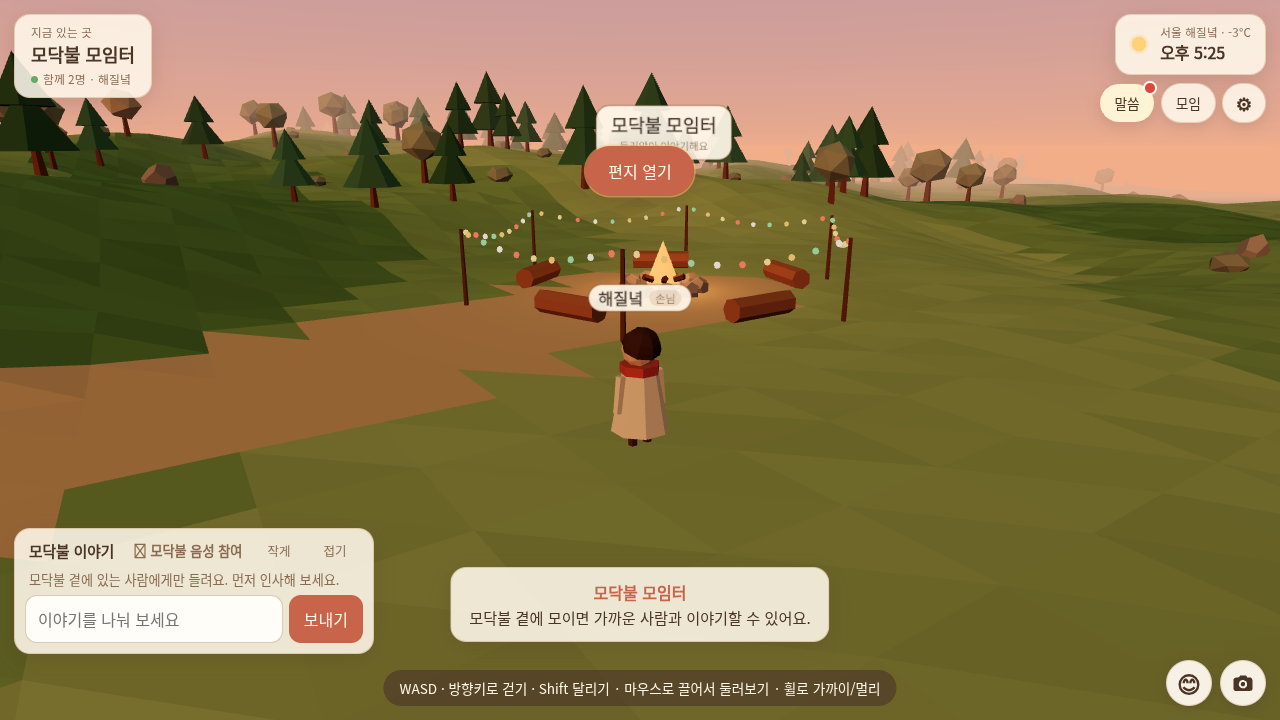 지금 있는 곳
모닥불 모임터
함께 2명 · 해질녘
서울 해질녘 · -3°C
오후 5:25
말씀
모임
모닥불 모임터
편지 열기
해질녘 손님
모닥불 이야기 모닥불 음성 참여 작게 접기
모닥불 곁에 있는 사람에게만 들려요. 먼저 인사해 보세요.
이야기를 나눠 보세요
보내기
모닥불 모임터
모닥불 곁에 모이면 가까운 사람과 이야기할 수 있어요.
WASD · 방향키로 걷기 · Shift 달리기 · 마우스로 끌어서 둘러보기 · 휠로 가까이/멀리